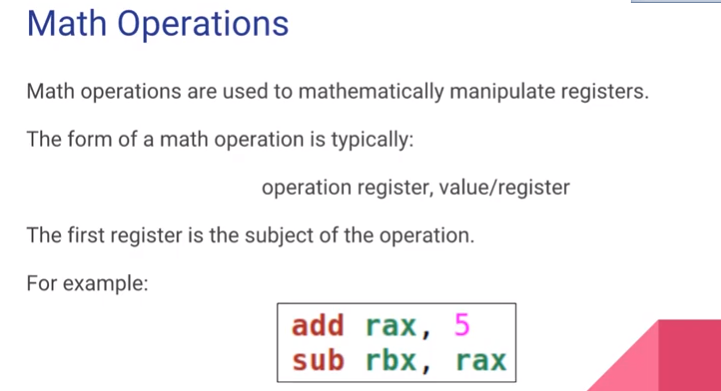 Math Operations
Math operations are used to mathematically manipulate registers.
The form of a math operation is typically:
operation register, value/register
The first register is the subject of the operation.
For example:
add rax, 5
sub rbx, rax